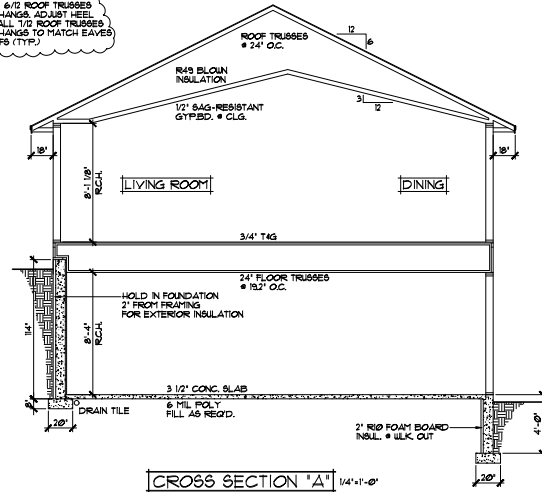 6/12 ROOF TRUSSES
HANGS. ADJUST HEEL
ALL 7/12 ROOF TRUSSES
HANGS TO MATCH EAVES
FS (TYP.)
ROOF TRUSSES
@ 24" O.C.
12
6
R49 BLOWN
INSULATION
1/2" SAG-RESISTANT
GYP.BD. @ CLG.
3
12
18"
18"
8'-1 1/8"
R.C.H.
LIVING ROOM
DINING
3/4" T&G
24" FLOOR TRUSSES
@ 19.2" O.C.
HOLD IN FOUNDATION
2" FROM FRAMING
FOR EXTERIOR INSULATION
114"
8'-4"
R.C.H.
3 1/2" CONC. SLAB
6 MIL POLY
FILL AS REQ'D.
8"
DRAIN TILE
20"
2" R10 FOAM BOARD
INSUL. @ WLK. OUT
4'-0"
20"
CROSS SECTION "A"
1/4"=1'-0"